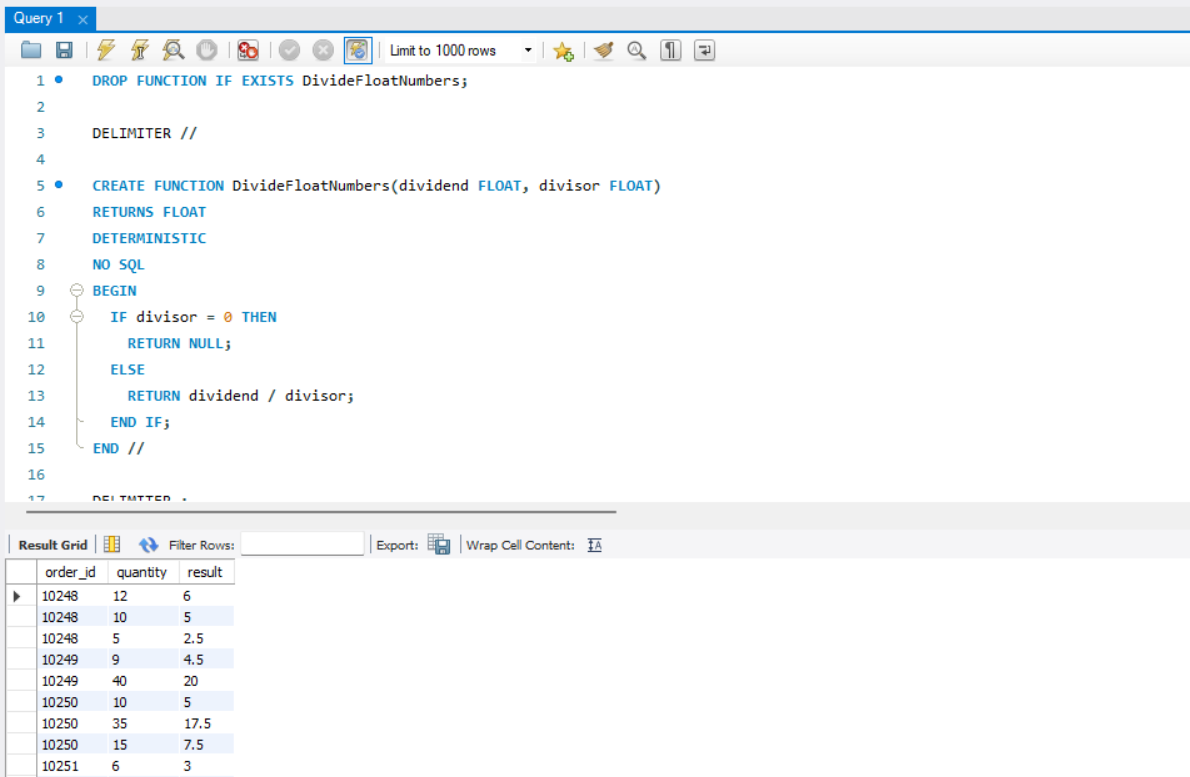 Query 1
Limit to 1000 rows
1 DROP FUNCTION IF EXISTS DivideFloatNumbers;
2
3 DELIMITER //
4
5 CREATE FUNCTION DivideFloatNumbers(dividend FLOAT, divisor FLOAT)
6 RETURNS FLOAT
7 DETERMINISTIC
8 NO SQL
9 BEGIN
10 IF divisor = 0 THEN
11 RETURN NULL;
12 ELSE
13 RETURN dividend / divisor;
14 END IF;
15 END //
16
17 DELIMITER ;
Result Grid Filter Rows: Export: Wrap Cell Content: IA
order_id quantity result
10248 12 6
10248 10 5
10248 5 2.5
10249 9 4.5
10249 40 20
10250 10 5
10250 35 17.5
10250 15 7.5
10251 6 3